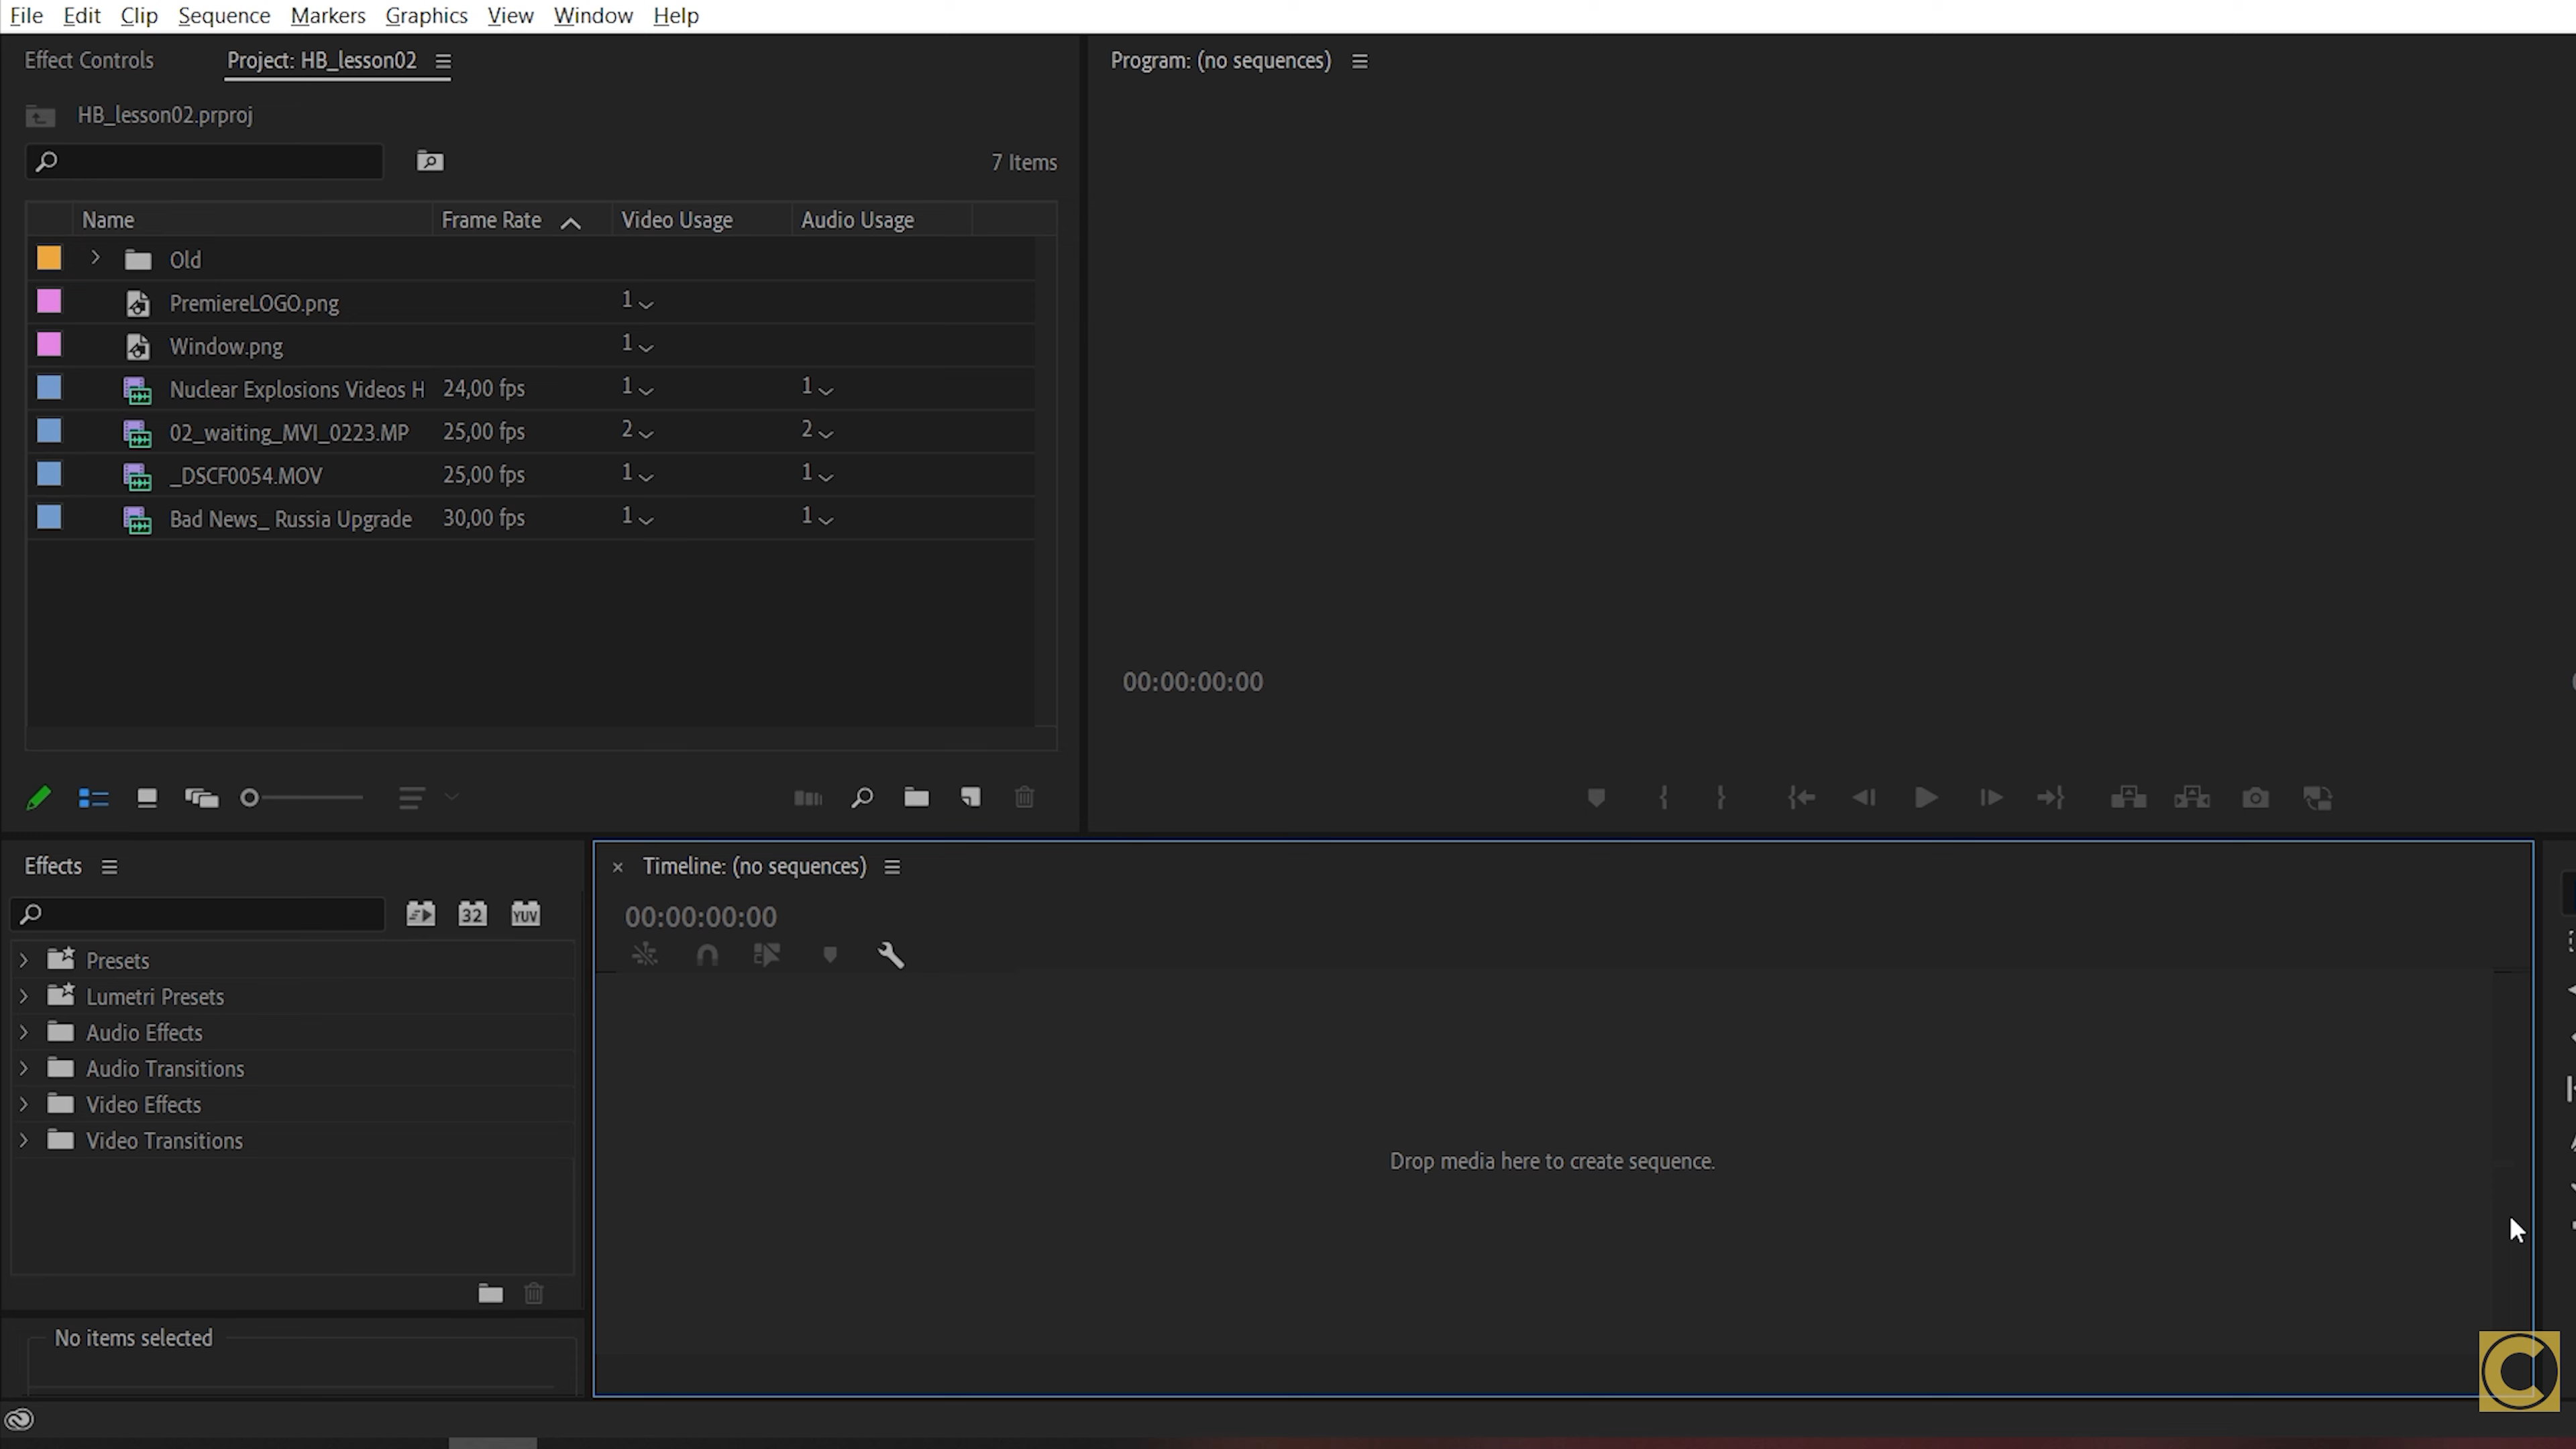 File Edit Clip Sequence Markers Graphics View Window Help
Effect Controls Project: HB_lesson02
Program: (no sequences)
HB_lesson02.prproj
7 Items
Name Frame Rate Video Usage Audio Usage
Old
PremiereLOGO.png 1
Window.png 1
Nuclear Explosions Videos H 24,00 fps 1 1
02_waiting_MVI_0223.MP 25,00 fps 2 2
_DSCF0054.MOV 25,00 fps 1 1
Bad News_ Russia Upgrade 30,00 fps 1 1
00:00:00:00
Effects
32 YUV
Presets
Lumetri Presets
Audio Effects
Audio Transitions
Video Effects
Video Transitions
No items selected
Timeline: (no sequences)
00:00:00:00
Drop media here to create sequence.